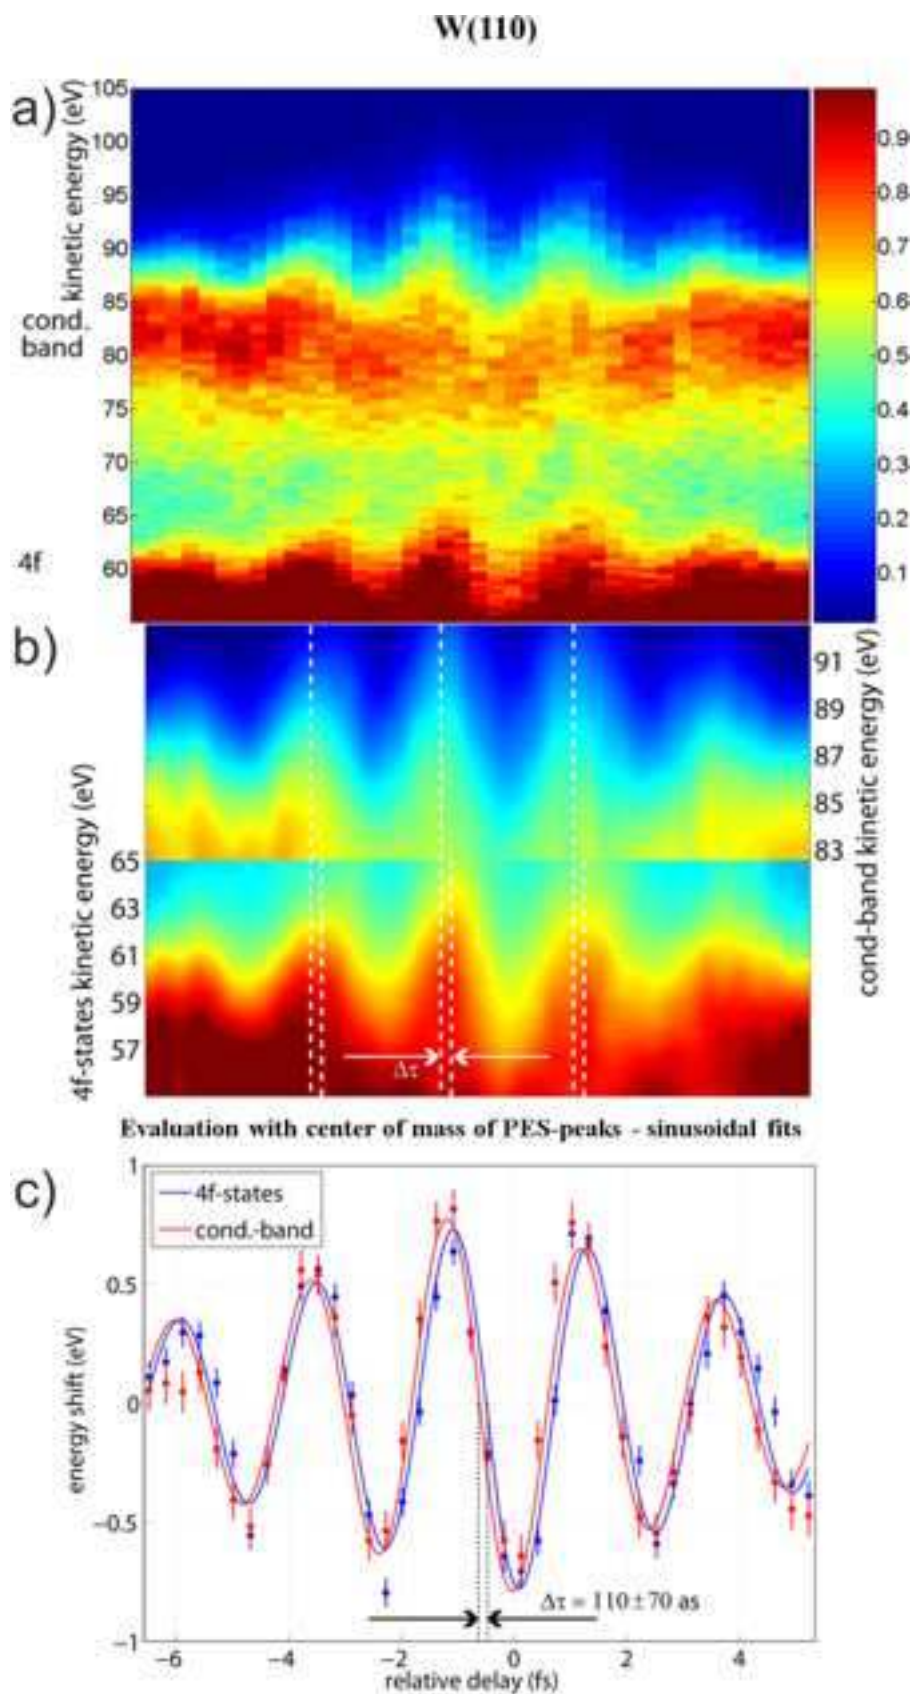 W(110)
a)
kinetic energy (eV)
105
100
95
90
85
80
75
70
65
60
cond.
band
4f
0.9
0.8
0.7
0.6
0.5
0.4
0.3
0.2
0.1
b)
4f-states kinetic energy (eV)
65
63
61
59
57
91
89
87
85
83
cond-band kinetic energy (eV)
Δτ
Evaluation with center of mass of PES-peaks - sinusoidal fits
c)
energy shift (eV)
1
0.5
0
−0.5
−1
4f-states
cond.-band
Δτ = 110±70 as
−6 −4 −2 0 2 4
relative delay (fs)